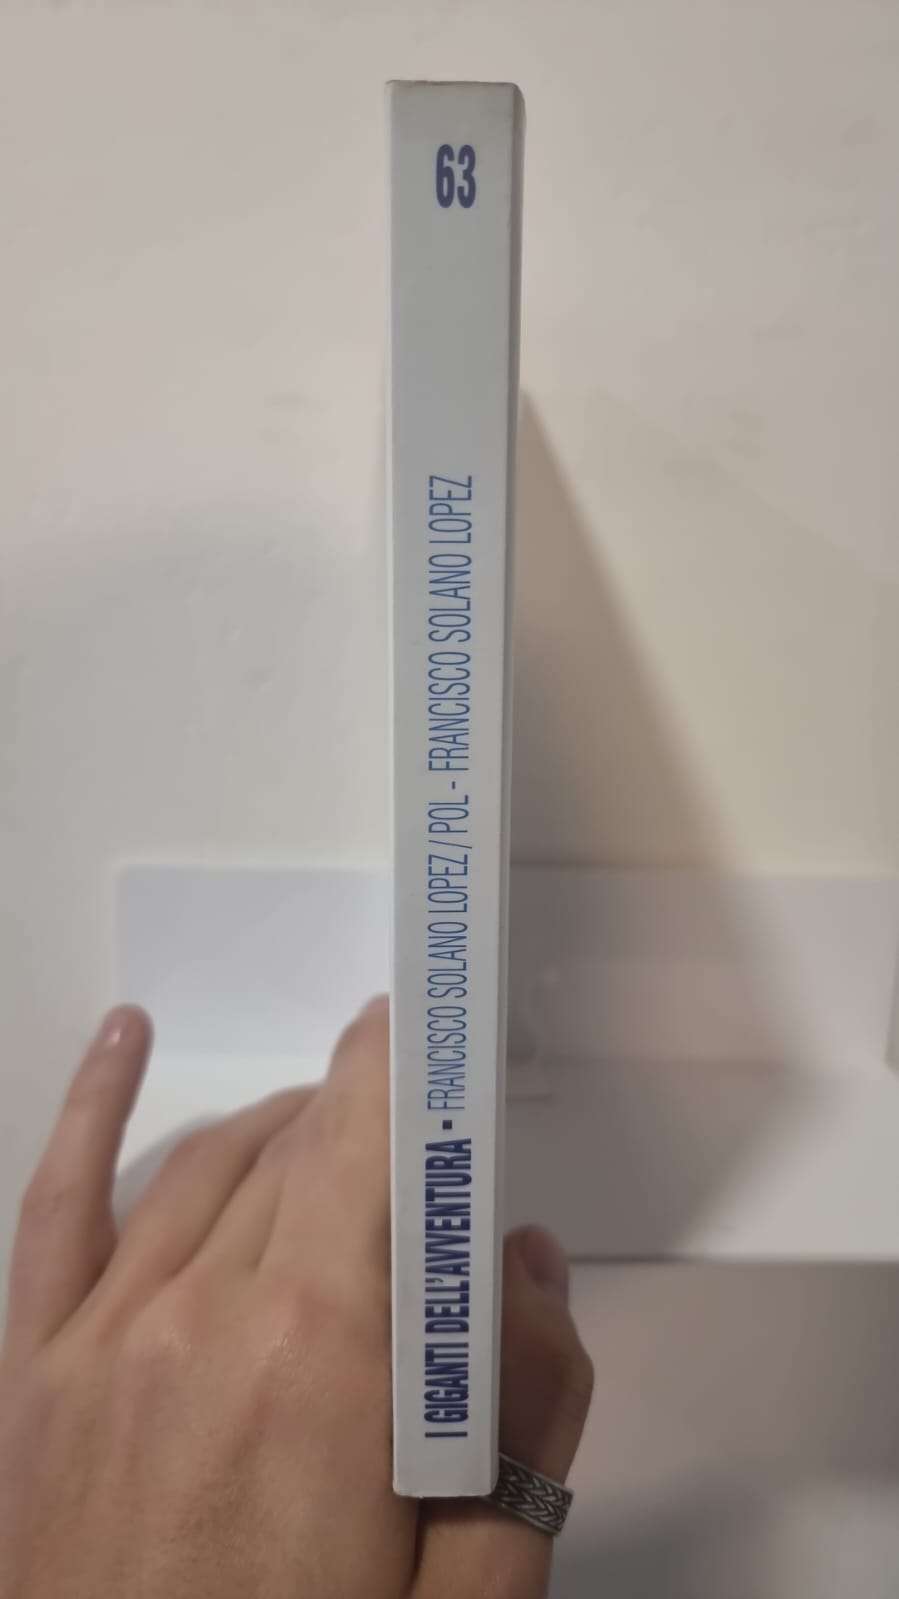 I GIGANTI DELL'AVVENTURA - FRANCISCO SOLANO LOPEZ / POL - FRANCISCO SOLANO LOPEZ
63